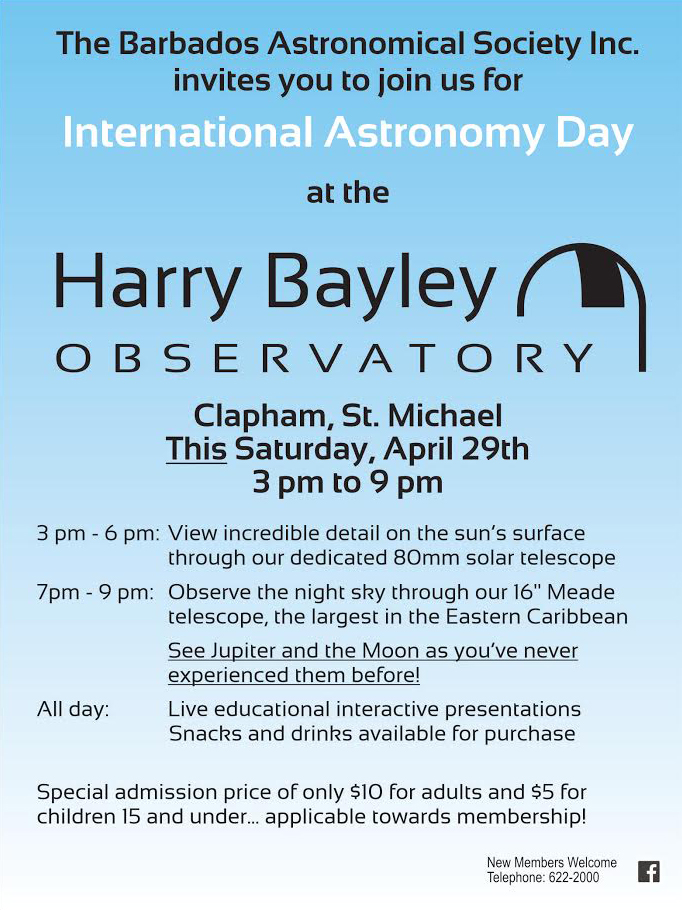 The Barbados Astronomical Society Inc.
invites you to join us for
International Astronomy Day
at the
Harry Bayley
OBSERVATORY
Clapham, St. Michael
This Saturday, April 29th
3 pm to 9 pm
3 pm - 6 pm: View incredible detail on the sun's surface
through our dedicated 80mm solar telescope
7pm - 9 pm: Observe the night sky through our 16" Meade
telescope, the largest in the Eastern Caribbean
See Jupiter and the Moon as you've never
experienced them before!
All day: Live educational interactive presentations
Snacks and drinks available for purchase
Special admission price of only $10 for adults and $5 for
children 15 and under... applicable towards membership!
New Members Welcome
Telephone: 622-2000
f